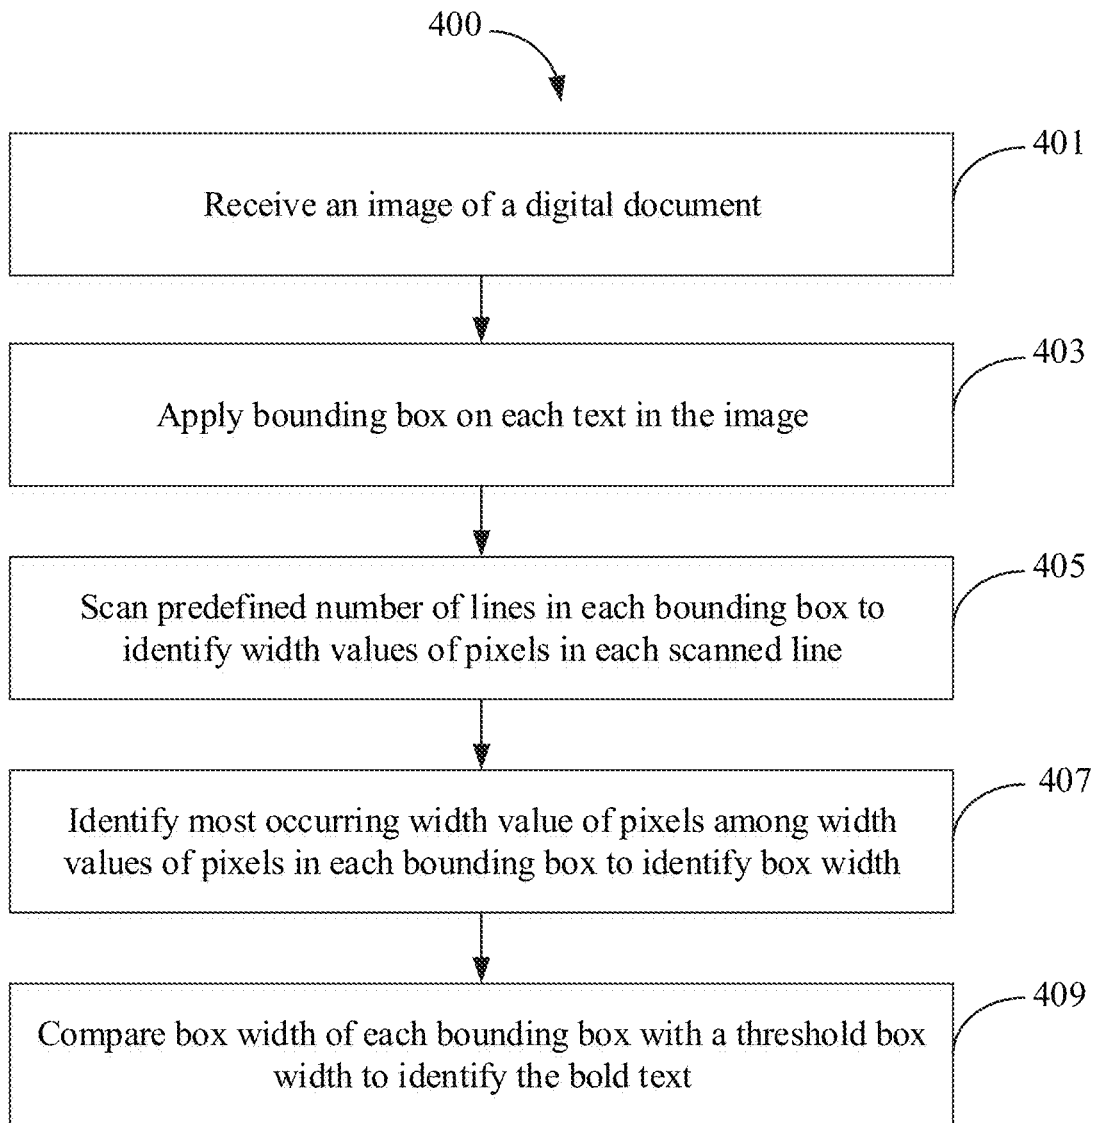 400
401
Receive an image of a digital document
403
Apply bounding box on each text in the image
405
Scan predefined number of lines in each bounding box to
identify width values of pixels in each scanned line
407
Identify most occurring width value of pixels among width
values of pixels in each bounding box to identify box width
409
Compare box width of each bounding box with a threshold box
width to identify the bold text